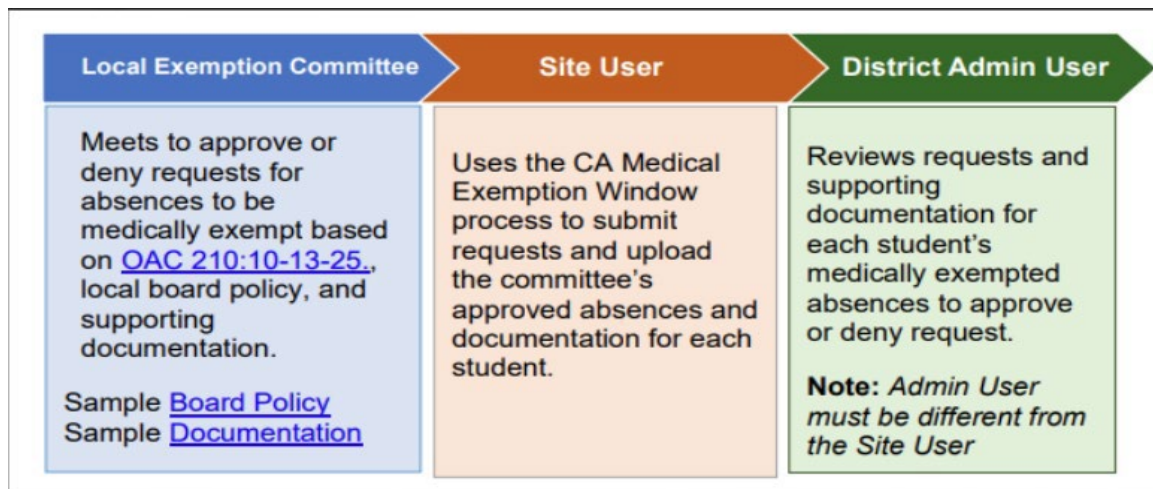 Local Exemption Committee
Site User
District Admin User
Meets to approve or
deny requests for
absences to be
medically exempt based
on OAC 210:10-13-25.,
local board policy, and
supporting
documentation.
Sample Board Policy
Sample Documentation
Uses the CA Medical
Exemption Window
process to submit
requests and upload
the committee's
approved absences and
documentation for each
student.
Reviews requests and
supporting
documentation for
each student's
medically exempted
absences to approve
or deny request.
Note: Admin User
must be different from
the Site User